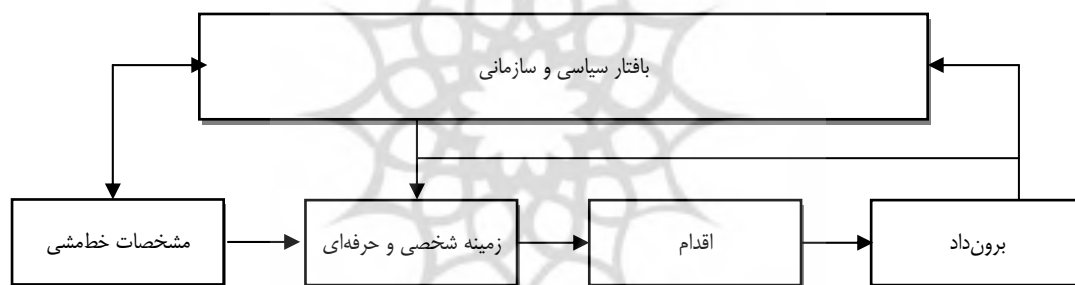 بافتار سیاسی و سازمانی
مشخصات خط‌مشی
زمینه شخصی و حرفه‌ای
اقدام
برون‌داد